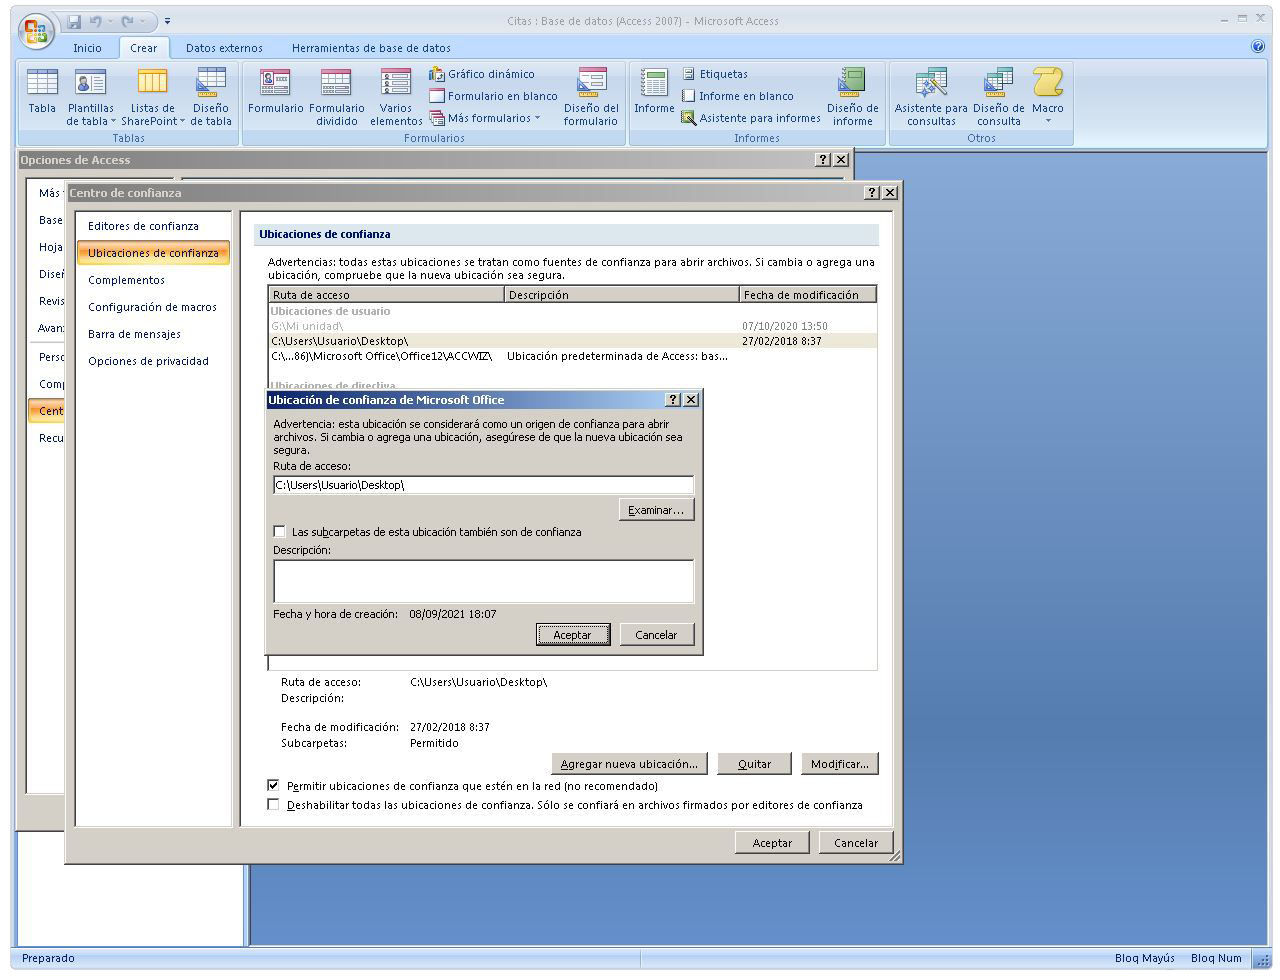 Citas : Base de datos (Access 2007) - Microsoft Access
Inicio Crear Datos externos Herramientas de base de datos
Tabla
Plantillas de tabla
Listas de SharePoint
Diseño de tabla
Tablas
Formulario
Formulario dividido
Varios elementos
Gráfico dinámico
Formulario en blanco
Más formularios
Diseño del formulario
Formularios
Informe
Etiquetas
Informe en blanco
Asistente para informes
Diseño de informe
Informes
Asistente para consultas
Diseño de consulta
Macro
Otros
Opciones de Access
Más
Base
Hoja
Dise
Revis
Avan
Perso
Comp
Cent
Recu
Centro de confianza
Editores de confianza
Ubicaciones de confianza
Complementos
Configuración de macros
Barra de mensajes
Opciones de privacidad
Ubicaciones de confianza
Advertencias: todas estas ubicaciones se tratan como fuentes de confianza para abrir archivos. Si cambia o agrega una
ubicación, compruebe que la nueva ubicación sea segura.
Ruta de acceso Descripción Fecha de modificación
Ubicaciones de usuario
G:\Mi unidad\ 07/10/2020 13:50
C:\Users\Usuario\Desktop\ 27/02/2018 8:37
C:\...86)\Microsoft Office\Office12\ACCWIZ\ Ubicación predeterminada de Access: bas...
Ubicaciones de directiva
Ubicación de confianza de Microsoft Office
Advertencia: esta ubicación se considerará como un origen de confianza para abrir
archivos. Si cambia o agrega una ubicación, asegúrese de que la nueva ubicación sea
segura.
Ruta de acceso:
C:\Users\Usuario\Desktop\
Examinar...
Las subcarpetas de esta ubicación también son de confianza
Descripción:
Fecha y hora de creación: 08/09/2021 18:07
Aceptar Cancelar
Ruta de acceso: C:\Users\Usuario\Desktop\
Descripción:
Fecha de modificación: 27/02/2018 8:37
Subcarpetas: Permitido
Agregar nueva ubicación... Quitar Modificar...
Permitir ubicaciones de confianza que estén en la red (no recomendado)
Deshabilitar todas las ubicaciones de confianza. Sólo se confiará en archivos firmados por editores de confianza
Aceptar Cancelar
Preparado Bloq Mayús Bloq Num